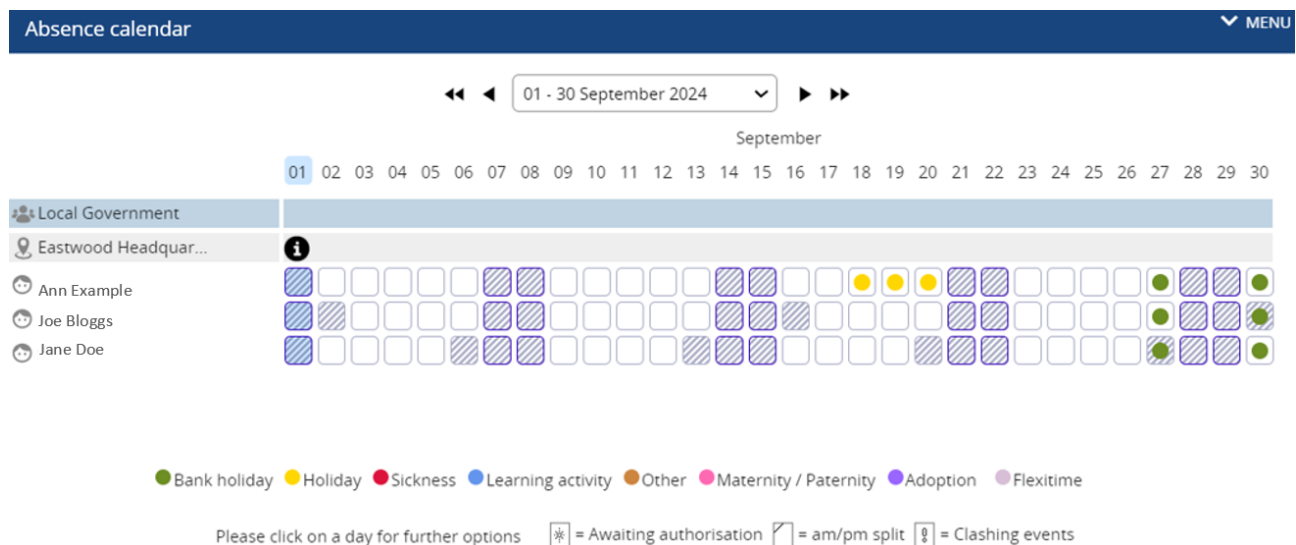 Absence calendar
MENU
01 - 30 September 2024
September
01 02 03 04 05 06 07 08 09 10 11 12 13 14 15 16 17 18 19 20 21 22 23 24 25 26 27 28 29 30
Local Government
Eastwood Headquar...
Ann Example
Joe Bloggs
Jane Doe
Bank holiday Holiday Sickness Learning activity Other Maternity / Paternity Adoption Flexitime
Please click on a day for further options = Awaiting authorisation = am/pm split = Clashing events